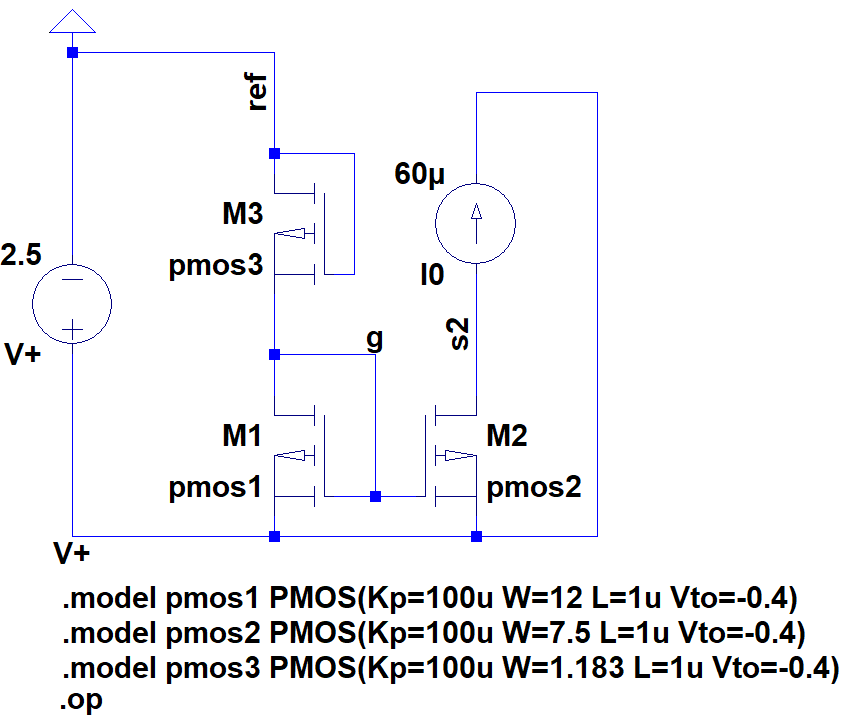 ref
60µ
M3
2.5
pmos3
I0
g
s2
V+
M1
M2
pmos1
pmos2
V+
.model pmos1 PMOS(Kp=100u W=12 L=1u Vto=-0.4)
.model pmos2 PMOS(Kp=100u W=7.5 L=1u Vto=-0.4)
.model pmos3 PMOS(Kp=100u W=1.183 L=1u Vto=-0.4)
.op